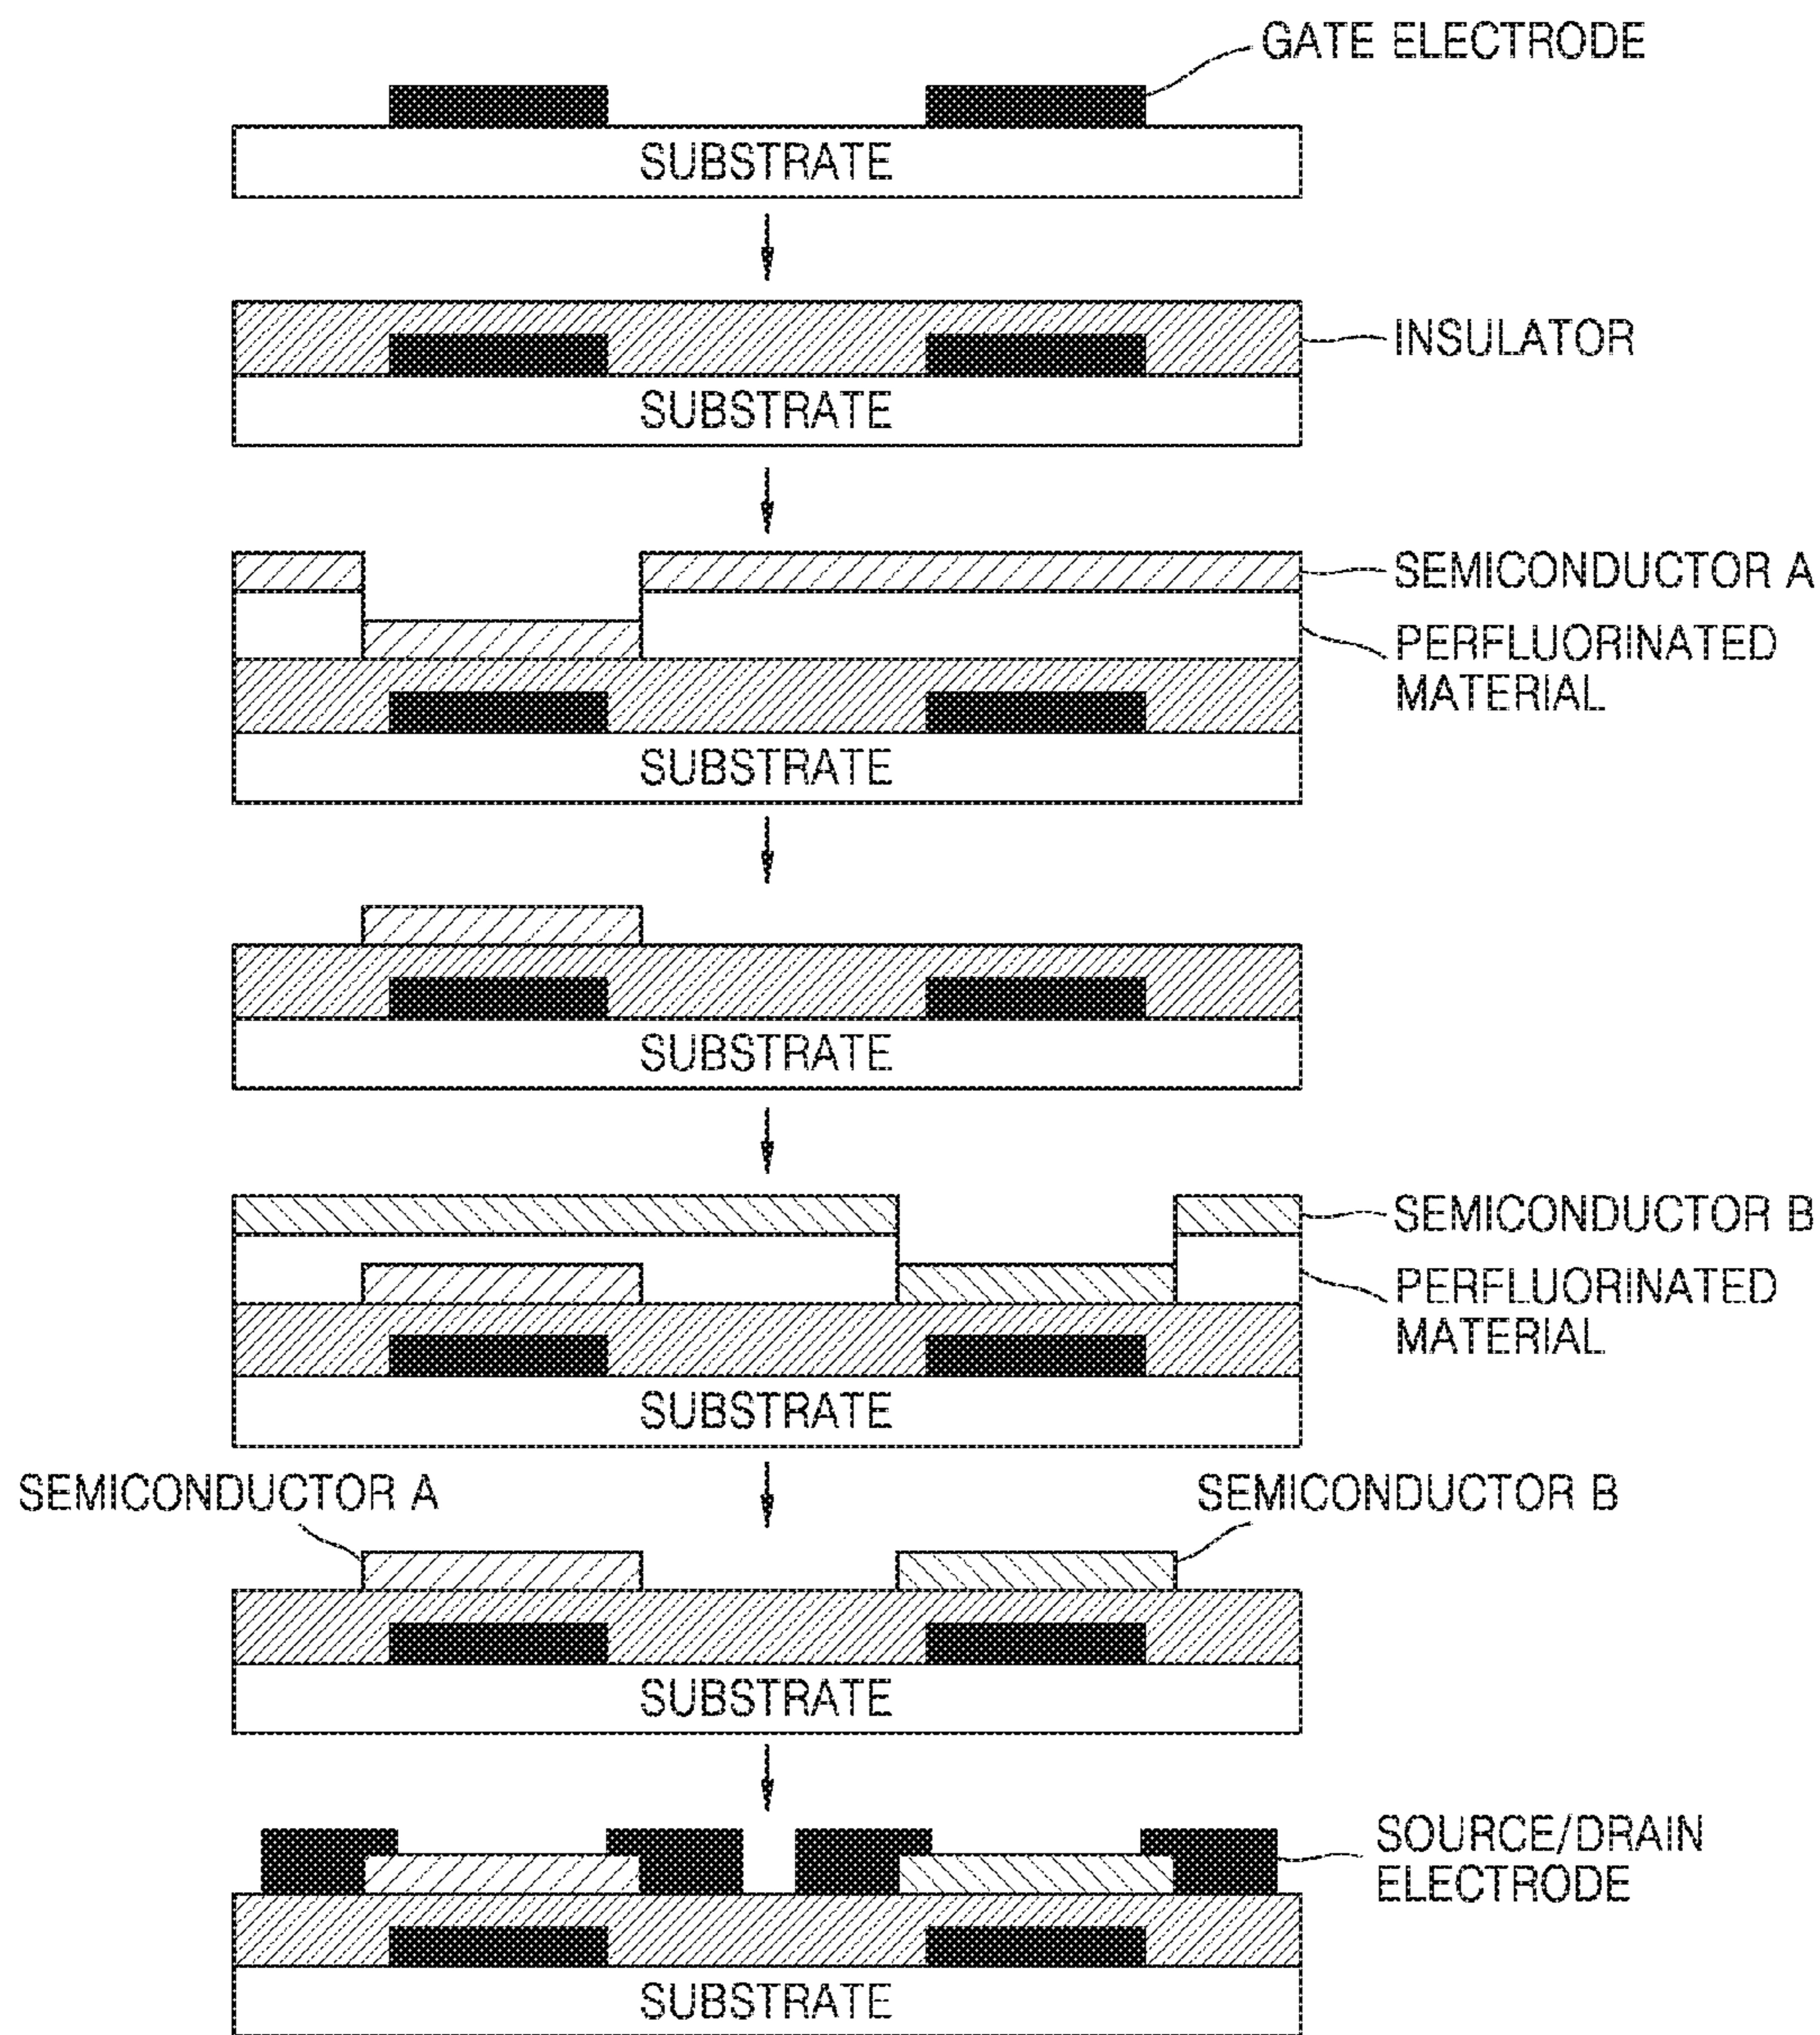 GATE ELECTRODE
SUBSTRATE
INSULATOR
SUBSTRATE
SEMICONDUCTOR A
PERFLUORINATED
MATERIAL
SUBSTRATE
SUBSTRATE
SEMICONDUCTOR B
PERFLUORINATED
MATERIAL
SUBSTRATE
SEMICONDUCTOR A
SEMICONDUCTOR B
SUBSTRATE
SOURCE/DRAIN
ELECTRODE
SUBSTRATE